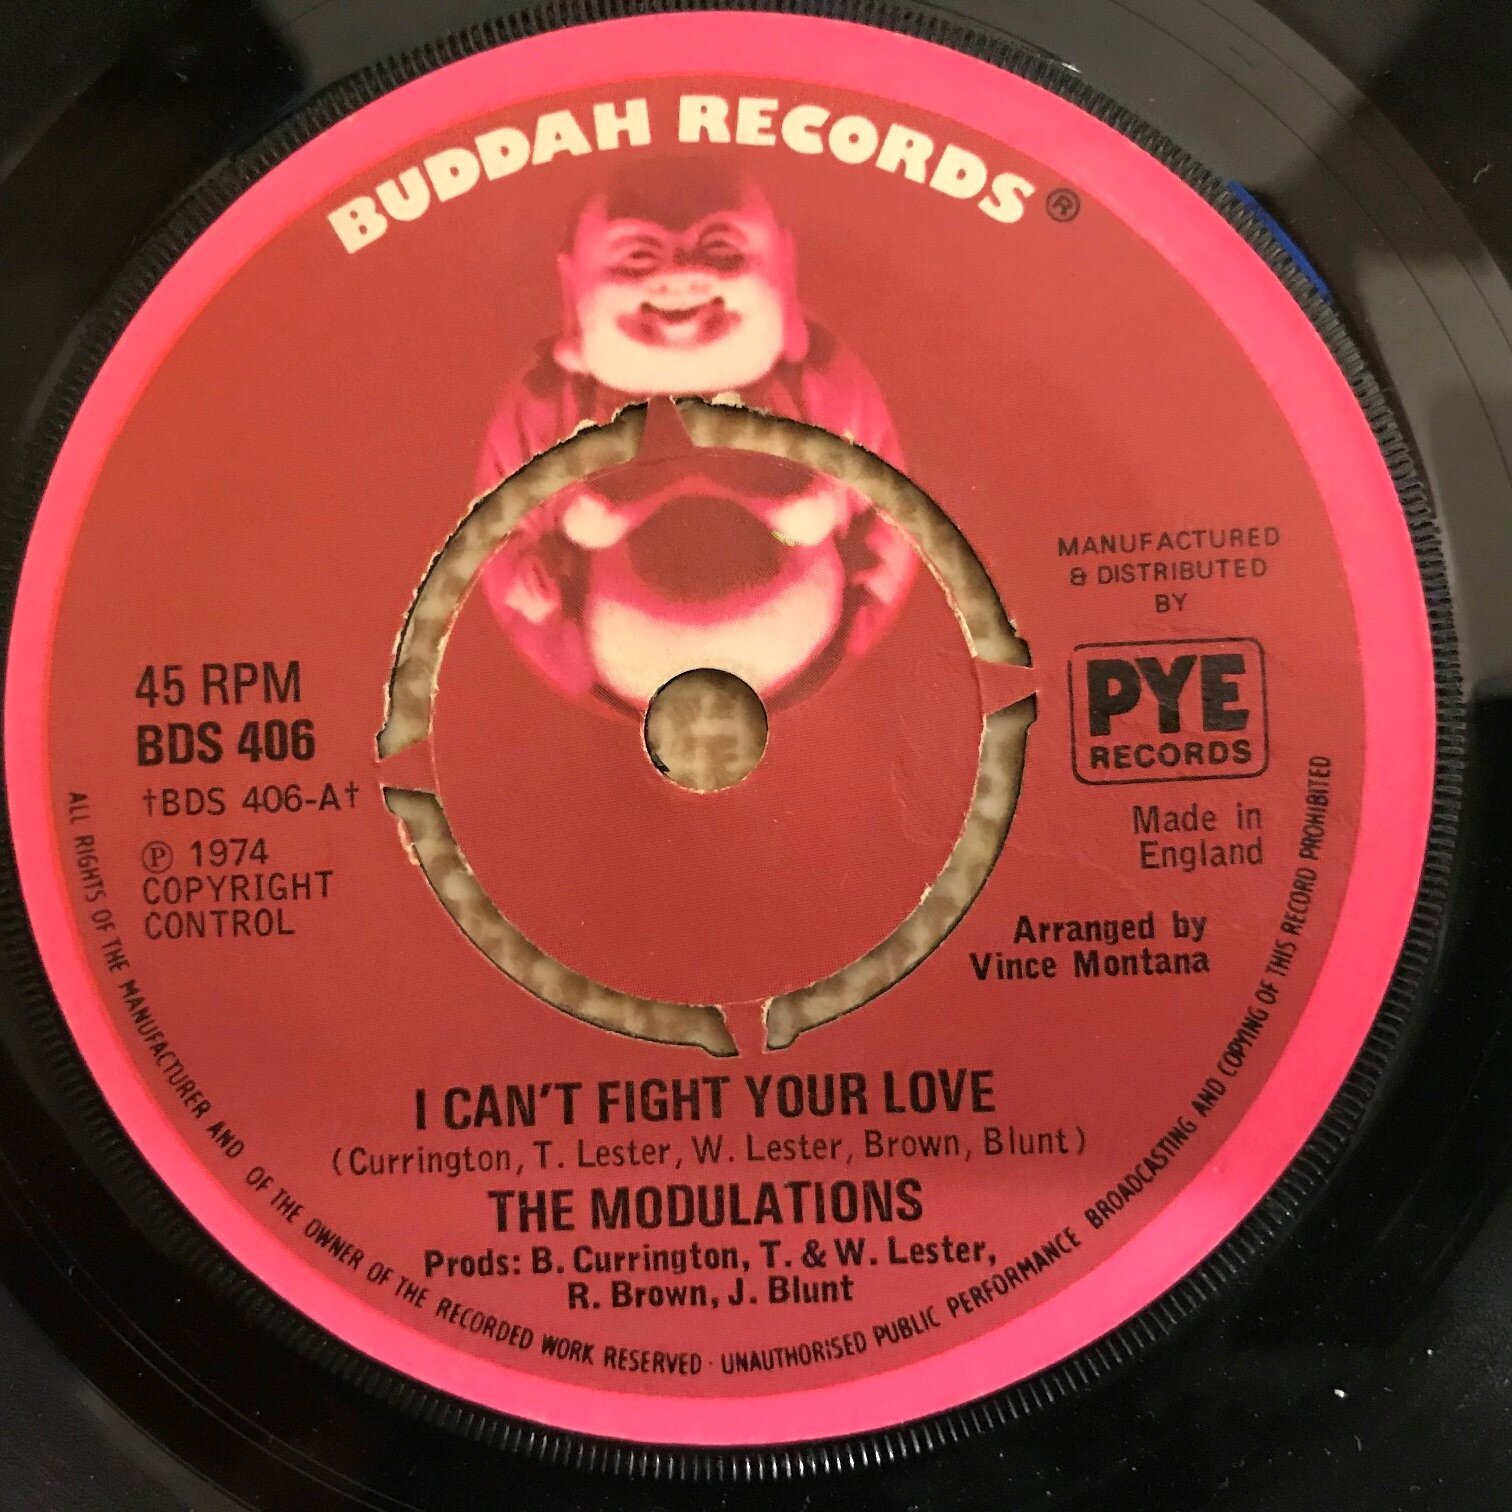 BUDDAH RECORDS ®
MANUFACTURED
& DISTRIBUTED
BY
PYE
RECORDS
Made in
England
45 RPM
BDS 406
†BDS 406-A†
℗ 1974
COPYRIGHT
CONTROL
Arranged by
Vince Montana
I CAN'T FIGHT YOUR LOVE
(Currington, T. Lester, W. Lester, Brown, Blunt)
THE MODULATIONS
Prods: B. Currington, T. & W. Lester,
R. Brown, J. Blunt
ALL RIGHTS OF THE MANUFACTURER AND OF THE OWNER OF THE RECORDED WORK RESERVED · UNAUTHORISED PUBLIC PERFORMANCE BROADCASTING AND COPYING OF THIS RECORD PROHIBITED